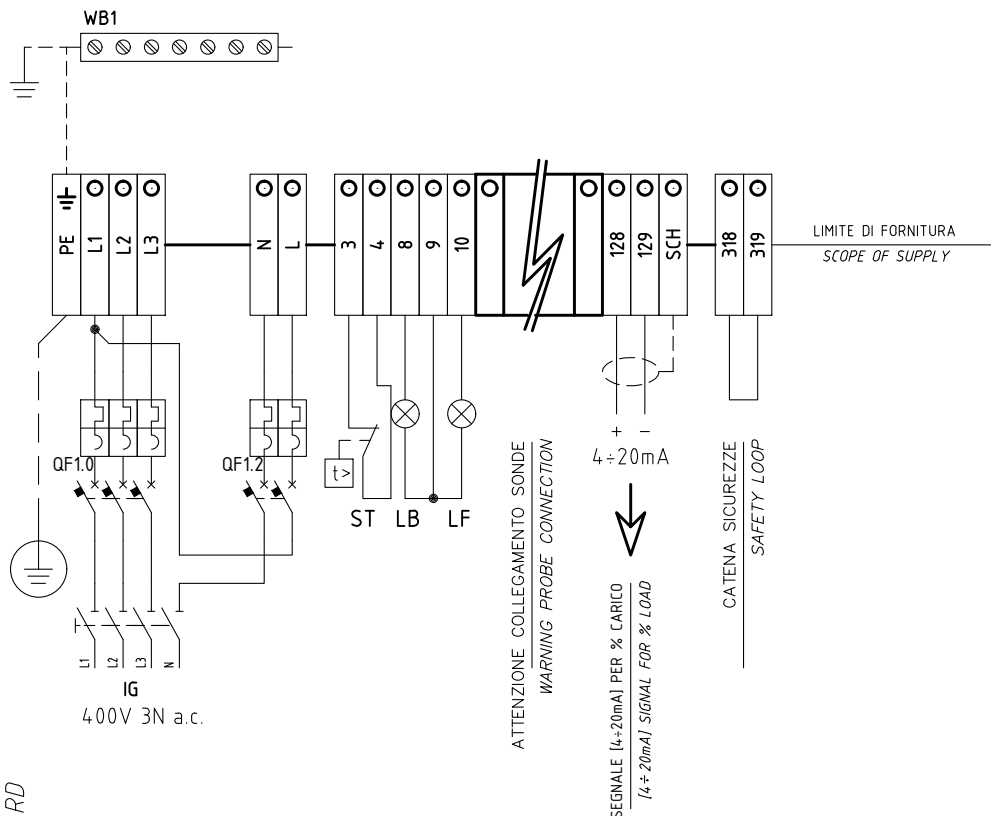 WB1
PE
L1
L2
L3
N
L
3
4
8
9
10
128
129
SCH
318
319
LIMITE DI FORNITURA
SCOPE OF SUPPLY
QF1.0
QF1.2
t>
ST
LB
LF
+ -
4÷20mA
ATTENZIONE COLLEGAMENTO SONDE
WARNING PROBE CONNECTION
SEGNALE [4÷20mA] PER % CARICO
[4÷20mA] SIGNAL FOR % LOAD
CATENA SICUREZZE
SAFETY LOOP
L1
L2
L3
N
IG
400V 3N a.c.
RD